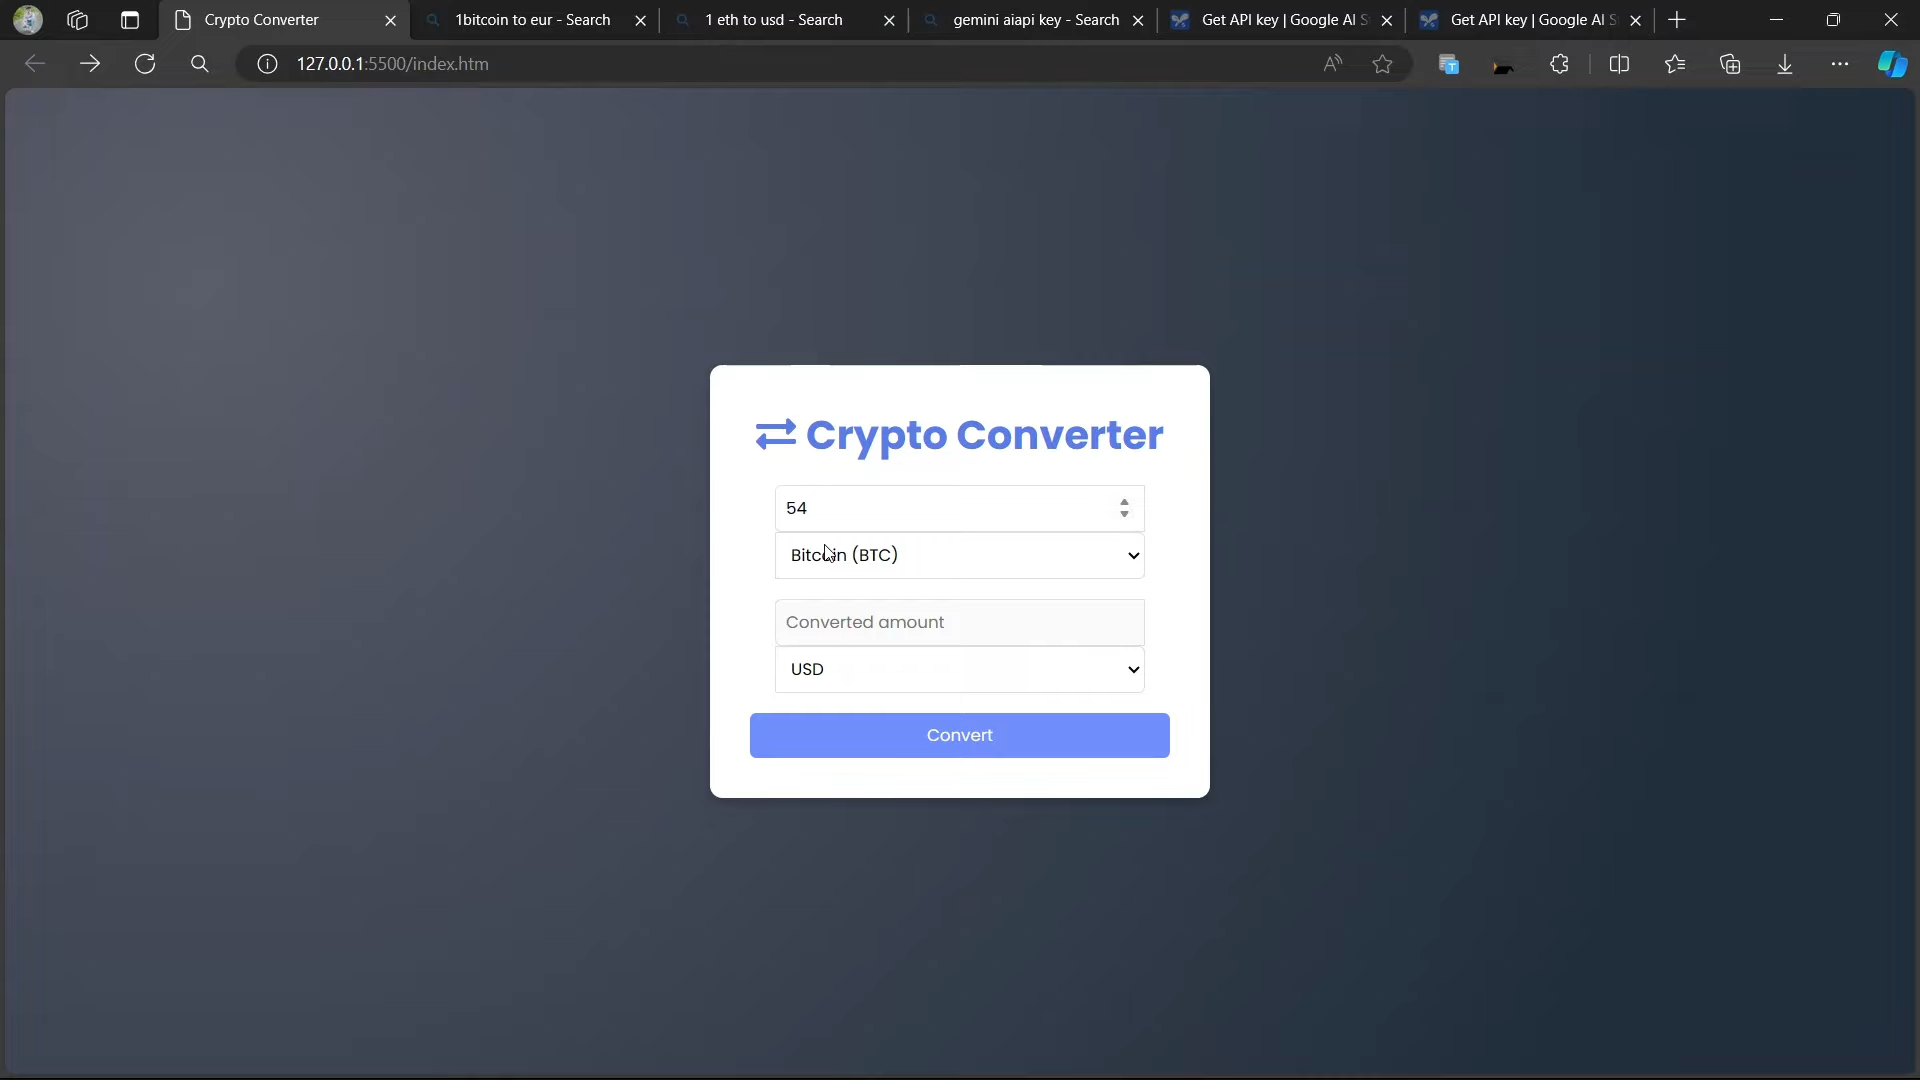 Crypto Converter
1bitcoin to eur - Search
1 eth to usd - Search
gemini aiapi key - Search
Get API key | Google AI S
Get API key | Google AI S
127.0.0.1:5500/index.htm
Crypto Converter
54
Bitcoin (BTC)
Converted amount
USD
Convert